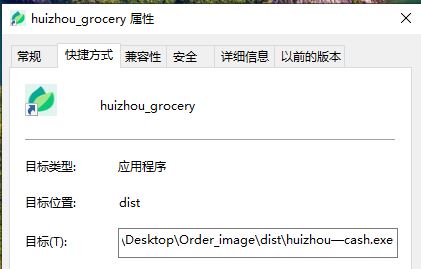 huizhou_grocery 属性
常规 快捷方式 兼容性 安全 详细信息 以前的版本
huizhou_grocery
目标类型: 应用程序
目标位置: dist
目标(T): \Desktop\Order_image\dist\huizhou—cash.exe